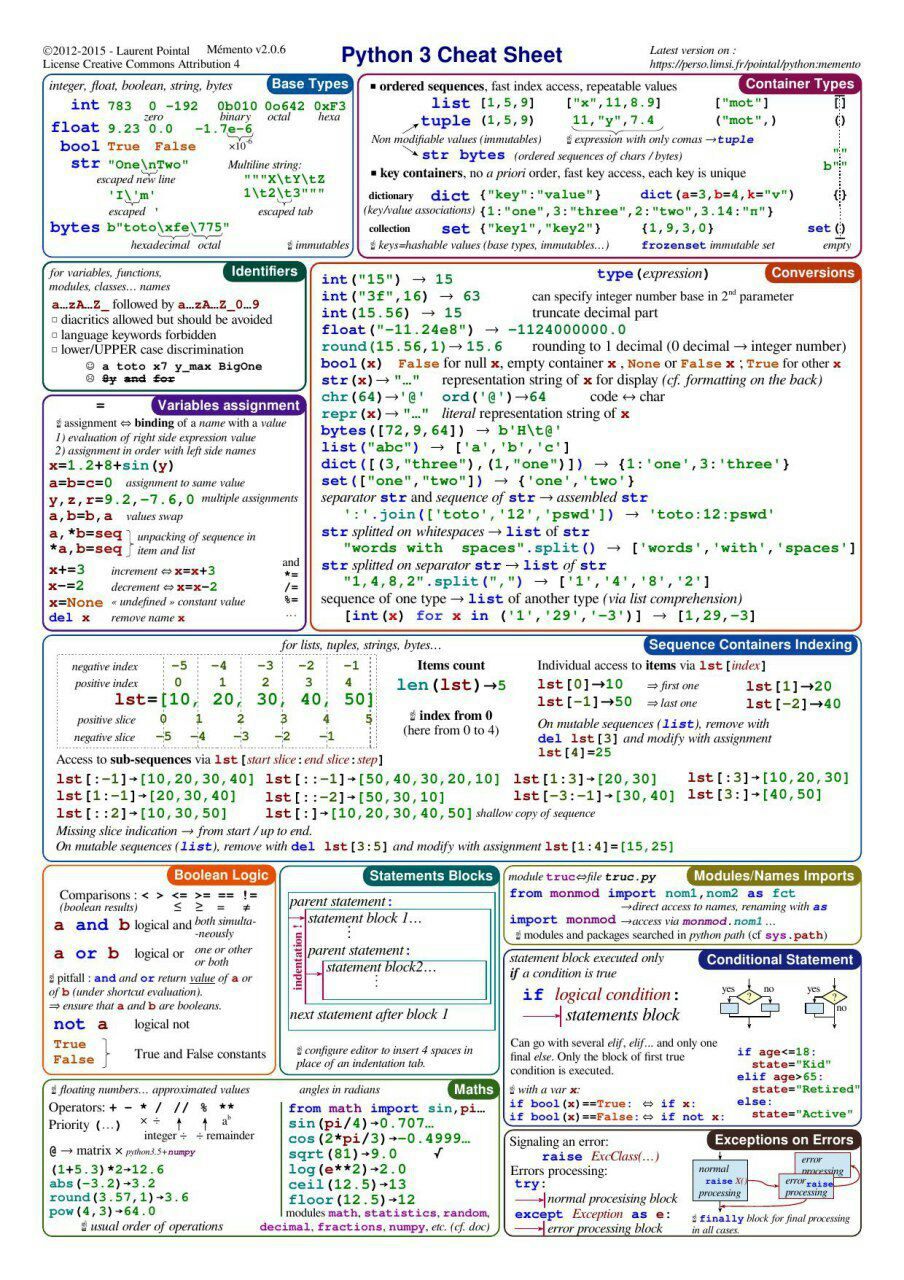 ©2012-2015 - Laurent Pointal Mémento v2.0.6
License Creative Commons Attribution 4
Python 3 Cheat Sheet
Latest version on :
https://perso.limsi.fr/pointal/python:memento
integer, float, boolean, string, bytes Base Types
int 783 0 -192 0b010 0o642 0xF3
zero binary octal hexa
float 9.23 0.0 -1.7e-6
bool True False ×10⁻⁶
str "One\nTwo" Multiline string:
escaped new line """X\tY\tZ
'I\'m' 1\t2\t3"""
escaped ' escaped tab
bytes b"toto\xfe\775"
hexadecimal octal ☝ immutables
■ ordered sequences, fast index access, repeatable values Container Types
list [1,5,9] ["x",11,8.9] ["mot"] []
tuple (1,5,9) 11,"y",7.4 ("mot",) ()
Non modifiable values (immutables) ☝ expression with only comas →tuple
str bytes (ordered sequences of chars / bytes) ""
b""
■ key containers, no a priori order, fast key access, each key is unique
dictionary dict {"key":"value"} dict(a=3,b=4,k="v") {}
(key/value associations) {1:"one",3:"three",2:"two",3.14:"π"}
collection set {"key1","key2"} {1,9,3,0} set()
☝ keys=hashable values (base types, immutables…) frozenset immutable set empty
for variables, functions, Identifiers
modules, classes… names
a…zA…Z_ followed by a…zA…Z_0…9
□ diacritics allowed but should be avoided
□ language keywords forbidden
□ lower/UPPER case discrimination
☺ a toto x7 y_max BigOne
☹ 8y and for
= Variables assignment
☝ assignment ⇔ binding of a name with a value
1) evaluation of right side expression value
2) assignment in order with left side names
x=1.2+8+sin(y)
a=b=c=0 assignment to same value
y,z,r=9.2,-7.6,0 multiple assignments
a,b=b,a values swap
a,*b=seq unpacking of sequence in
*a,b=seq item and list
and
x+=3 increment ⇔ x=x+3 *=
x-=2 decrement ⇔ x=x-2 /=
x=None « undefined » constant value %=
del x remove name x …
int("15") → 15 type(expression) Conversions
int("3f",16) → 63 can specify integer number base in 2nd parameter
int(15.56) → 15 truncate decimal part
float("-11.24e8") → -1124000000.0
round(15.56,1)→ 15.6 rounding to 1 decimal (0 decimal → integer number)
bool(x) False for null x, empty container x , None or False x ; True for other x
str(x)→ "…" representation string of x for display (cf. formatting on the back)
chr(64)→'@' ord('@')→64 code ↔ char
repr(x)→ "…" literal representation string of x
bytes([72,9,64]) → b'H\t@'
list("abc") → ['a','b','c']
dict([(3,"three"),(1,"one")]) → {1:'one',3:'three'}
set(["one","two"]) → {'one','two'}
separator str and sequence of str → assembled str
':'.join(['toto','12','pswd']) → 'toto:12:pswd'
str splitted on whitespaces → list of str
"words with  spaces".split() → ['words','with','spaces']
str splitted on separator str → list of str
"1,4,8,2".split(",") → ['1','4','8','2']
sequence of one type → list of another type (via list comprehension)
[int(x) for x in ('1','29','-3')] → [1,29,-3]
for lists, tuples, strings, bytes… Sequence Containers Indexing
negative index -5 -4 -3 -2 -1
positive index 0 1 2 3 4
lst=[10, 20, 30, 40, 50]
positive slice 0 1 2 3 4 5
negative slice -5 -4 -3 -2 -1
Items count
len(lst)→5
☝ index from 0
(here from 0 to 4)
Individual access to items via lst[index]
lst[0]→10 ⇒ first one lst[1]→20
lst[-1]→50 ⇒ last one lst[-2]→40
On mutable sequences (list), remove with
del lst[3] and modify with assignment
lst[4]=25
Access to sub-sequences via lst[start slice:end slice:step]
lst[:-1]→[10,20,30,40] lst[::-1]→[50,40,30,20,10] lst[1:3]→[20,30] lst[:3]→[10,20,30]
lst[1:-1]→[20,30,40] lst[::-2]→[50,30,10] lst[-3:-1]→[30,40] lst[3:]→[40,50]
lst[::2]→[10,30,50] lst[:]→[10,20,30,40,50] shallow copy of sequence
Missing slice indication → from start / up to end.
On mutable sequences (list), remove with del lst[3:5] and modify with assignment lst[1:4]=[15,25]
Boolean Logic
Comparisons : < > <= >= == !=
(boolean results) ≤ ≥ = ≠
a and b logical and both simulta-
-neously
a or b logical or one or other
or both
☝ pitfall : and and or return value of a or
of b (under shortcut evaluation).
⇒ ensure that a and b are booleans.
not a logical not
True
False True and False constants
Statements Blocks
parent statement:
statement block 1…
⋮
parent statement:
statement block2…
⋮
next statement after block 1
indentation !
☝ configure editor to insert 4 spaces in
place of an indentation tab.
module truc⇔file truc.py Modules/Names Imports
from monmod import nom1,nom2 as fct
→direct access to names, renaming with as
import monmod →access via monmod.nom1 …
☝ modules and packages searched in python path (cf sys.path)
statement block executed only Conditional Statement
if a condition is true
if logical condition:
statements block
yes ? no yes ? no
Can go with several elif, elif... and only one
final else. Only the block of first true
condition is executed.
☝ with a var x:
if bool(x)==True: ⇔ if x:
if bool(x)==False: ⇔ if not x:
if age<=18:
state="Kid"
elif age>65:
state="Retired"
else:
state="Active"
☝ floating numbers… approximated values angles in radians Maths
Operators: + - * / // % **
Priority (…) × ÷ aᵇ
integer ÷ ÷ remainder
@ → matrix × python3.5+numpy
(1+5.3)*2→12.6
abs(-3.2)→3.2
round(3.57,1)→3.6
pow(4,3)→64.0
☝ usual order of operations
from math import sin,pi…
sin(pi/4)→0.707…
cos(2*pi/3)→-0.4999…
sqrt(81)→9.0 √
log(e**2)→2.0
ceil(12.5)→13
floor(12.5)→12
modules math, statistics, random,
decimal, fractions, numpy, etc. (cf. doc)
Signaling an error: Exceptions on Errors
raise ExcClass(…)
Errors processing:
try:
normal procesising block
except Exception as e:
error processing block
normal
raise X()
processing
error
processing
error raise
processing
☝ finally block for final processing
in all cases.